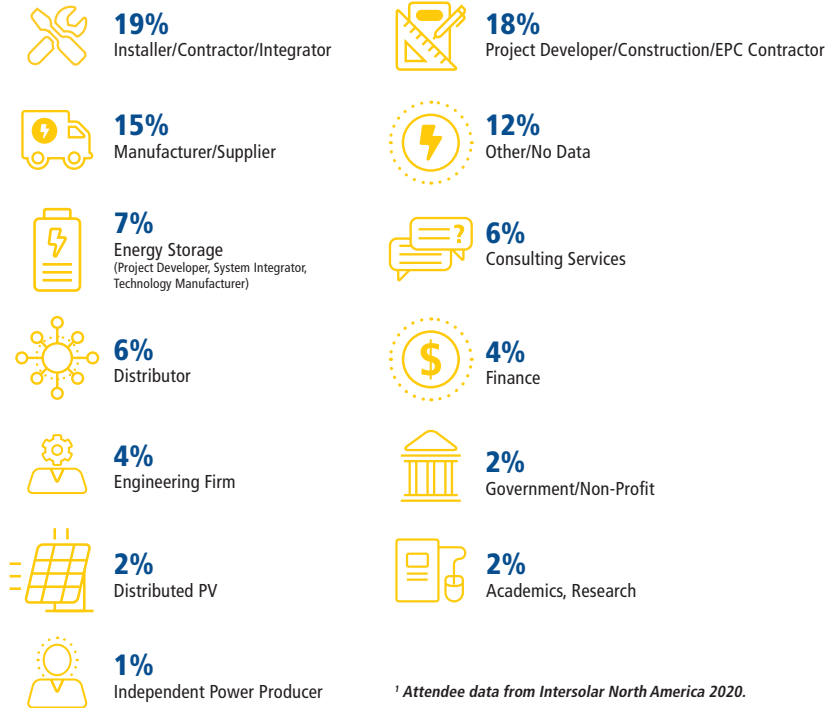 19%
Installer/Contractor/Integrator
18%
Project Developer/Construction/EPC Contractor
15%
Manufacturer/Supplier
12%
Other/No Data
7%
Energy Storage
(Project Developer, System Integrator,
Technology Manufacturer)
?
6%
Consulting Services
6%
Distributor
$
4%
Finance
4%
Engineering Firm
2%
Government/Non-Profit
2%
Distributed PV
2%
Academics, Research
1%
Independent Power Producer
¹ Attendee data from Intersolar North America 2020.